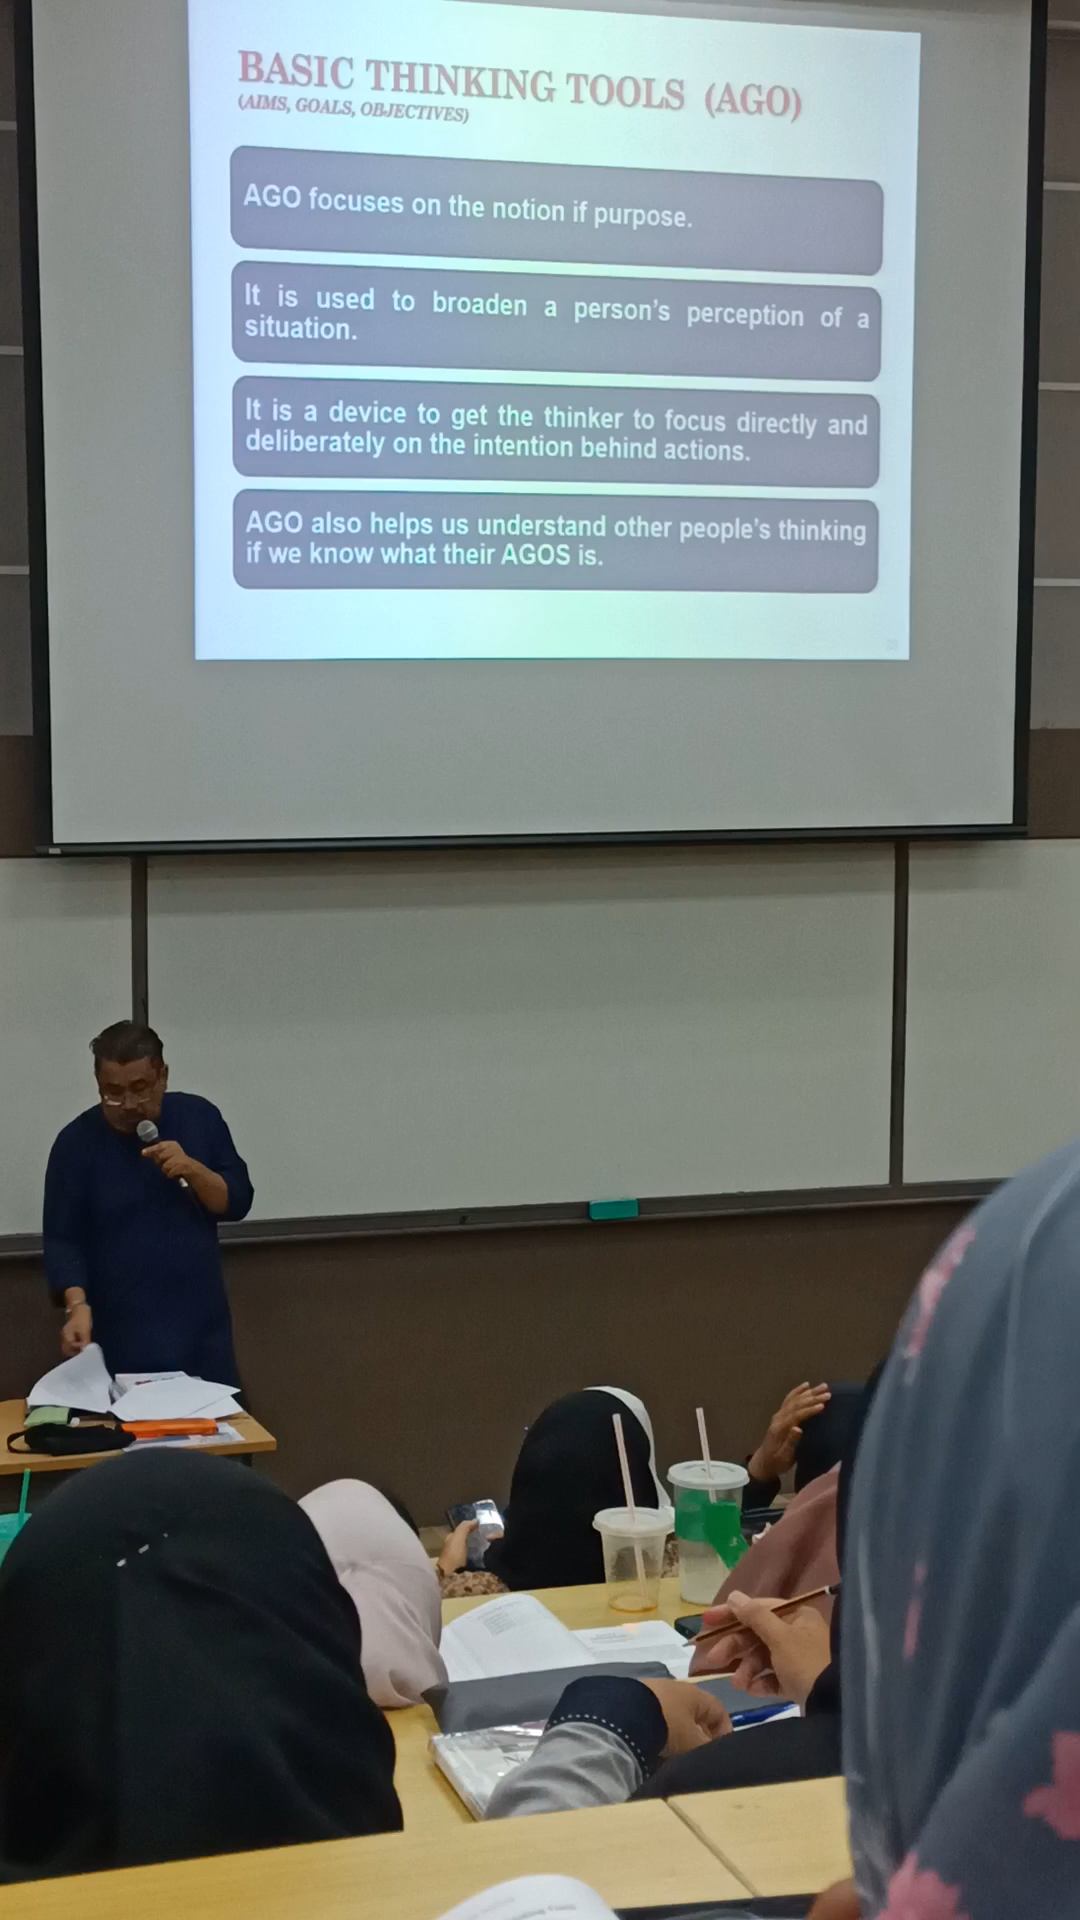 BASIC THINKING TOOLS (AGO)
(AIMS, GOALS, OBJECTIVES)
AGO focuses on the notion if purpose.
It is used to broaden a person's perception of a
situation.
It is a device to get the thinker to focus directly and
deliberately on the intention behind actions.
AGO also helps us understand other people's thinking
if we know what their AGOS is.